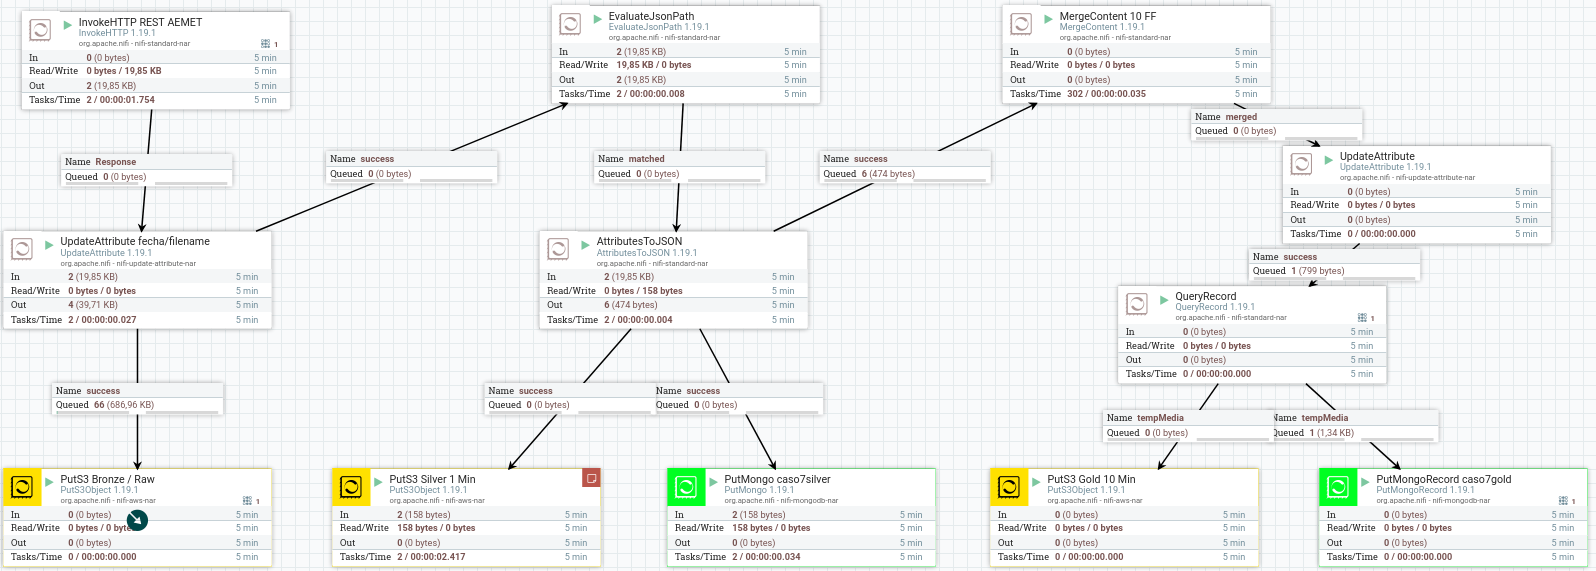 InvokeHTTP REST AEMET
InvokeHTTP 1.19.1
org.apache.nifi - nifi-standard-nar
1
In 0 (0 bytes) 5 min
Read/Write 0 bytes / 19,85 KB 5 min
Out 2 (19,85 KB) 5 min
Tasks/Time 2 / 00:00:01.754 5 min
EvaluateJsonPath
EvaluateJsonPath 1.19.1
org.apache.nifi - nifi-standard-nar
In 2 (19,85 KB) 5 min
Read/Write 19,85 KB / 0 bytes 5 min
Out 2 (19,85 KB) 5 min
Tasks/Time 2 / 00:00:00.008 5 min
MergeContent 10 FF
MergeContent 1.19.1
org.apache.nifi - nifi-standard-nar
In 0 (0 bytes) 5 min
Read/Write 0 bytes / 0 bytes 5 min
Out 0 (0 bytes) 5 min
Tasks/Time 302 / 00:00:00.035 5 min
Name merged
Queued 0 (0 bytes)
Name Response
Queued 0 (0 bytes)
Name success
Queued 0 (0 bytes)
Name matched
Queued 0 (0 bytes)
Name success
Queued 6 (474 bytes)
UpdateAttribute
UpdateAttribute 1.19.1
org.apache.nifi - nifi-update-attribute-nar
In 0 (0 bytes) 5 min
Read/Write 0 bytes / 0 bytes 5 min
Out 0 (0 bytes) 5 min
Tasks/Time 0 / 00:00:00.000 5 min
UpdateAttribute fecha/filename
UpdateAttribute 1.19.1
org.apache.nifi - nifi-update-attribute-nar
In 2 (19,85 KB) 5 min
Read/Write 0 bytes / 0 bytes 5 min
Out 4 (39,71 KB) 5 min
Tasks/Time 2 / 00:00:00.027 5 min
AttributesToJSON
AttributesToJSON 1.19.1
org.apache.nifi - nifi-standard-nar
In 2 (19,85 KB) 5 min
Read/Write 0 bytes / 158 bytes 5 min
Out 6 (474 bytes) 5 min
Tasks/Time 2 / 00:00:00.004 5 min
Name success
Queued 1 (799 bytes)
QueryRecord
QueryRecord 1.19.1
org.apache.nifi - nifi-standard-nar
1
In 0 (0 bytes) 5 min
Read/Write 0 bytes / 0 bytes 5 min
Out 0 (0 bytes) 5 min
Tasks/Time 0 / 00:00:00.000 5 min
Name success
Queued 66 (686,96 KB)
Name success
Queued 0 (0 bytes)
Name success
Queued 0 (0 bytes)
Name tempMedia
Queued 0 (0 bytes)
Name tempMedia
Queued 1 (1,34 KB)
PutS3 Bronze / Raw
PutS3Object 1.19.1
org.apache.nifi - nifi-aws-nar
1
In 0 (0 bytes) 5 min
Read/Write 0 bytes / 0 byte 5 min
Out 0 (0 bytes) 5 min
Tasks/Time 0 / 00:00:00.000 5 min
PutS3 Silver 1 Min
PutS3Object 1.19.1
org.apache.nifi - nifi-aws-nar
In 2 (158 bytes) 5 min
Read/Write 158 bytes / 0 bytes 5 min
Out 0 (0 bytes) 5 min
Tasks/Time 2 / 00:00:02.417 5 min
PutMongo caso7silver
PutMongo 1.19.1
org.apache.nifi - nifi-mongodb-nar
In 2 (158 bytes) 5 min
Read/Write 158 bytes / 0 bytes 5 min
Out 0 (0 bytes) 5 min
Tasks/Time 2 / 00:00:00.034 5 min
PutS3 Gold 10 Min
PutS3Object 1.19.1
org.apache.nifi - nifi-aws-nar
In 0 (0 bytes) 5 min
Read/Write 0 bytes / 0 bytes 5 min
Out 0 (0 bytes) 5 min
Tasks/Time 0 / 00:00:00.000 5 min
PutMongoRecord caso7gold
PutMongoRecord 1.19.1
org.apache.nifi - nifi-mongodb-nar
1
In 0 (0 bytes) 5 min
Read/Write 0 bytes / 0 bytes 5 min
Out 0 (0 bytes) 5 min
Tasks/Time 0 / 00:00:00.000 5 min